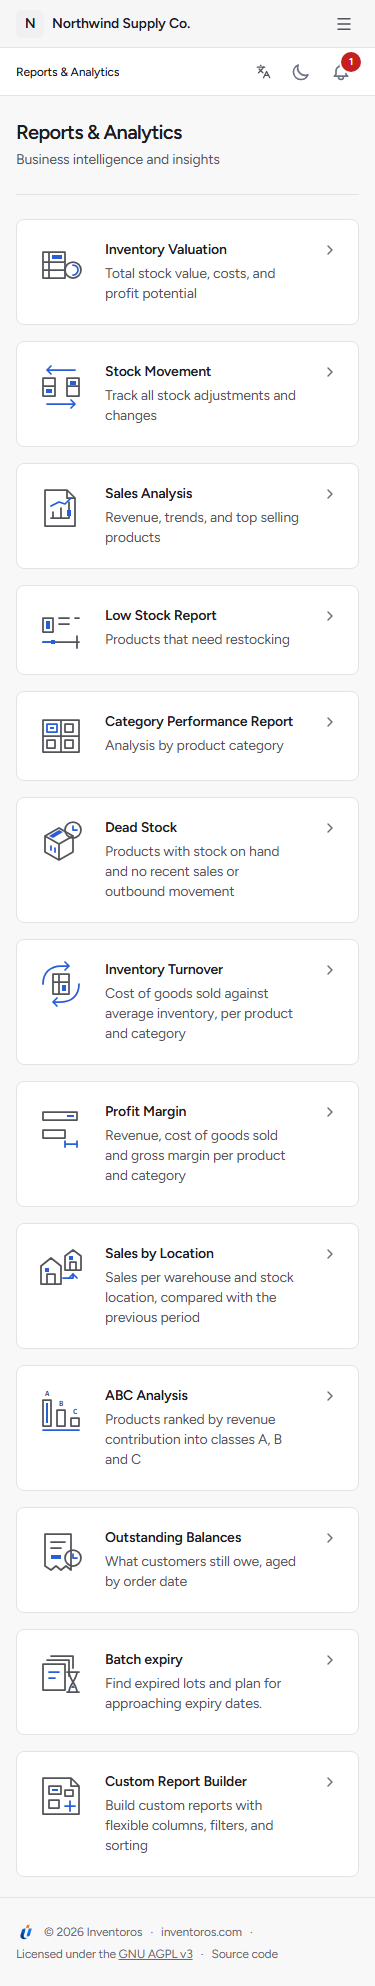 N Northwind Supply Co.
Reports & Analytics
1
Reports & Analytics
Business intelligence and insights
Inventory Valuation
Total stock value, costs, and
profit potential
Stock Movement
Track all stock adjustments and
changes
Sales Analysis
Revenue, trends, and top selling
products
Low Stock Report
Products that need restocking
Category Performance Report
Analysis by product category
Dead Stock
Products with stock on hand
and no recent sales or
outbound movement
Inventory Turnover
Cost of goods sold against
average inventory, per product
and category
Profit Margin
Revenue, cost of goods sold
and gross margin per product
and category
Sales by Location
Sales per warehouse and stock
location, compared with the
previous period
A B C
ABC Analysis
Products ranked by revenue
contribution into classes A, B
and C
Outstanding Balances
What customers still owe, aged
by order date
Batch expiry
Find expired lots and plan for
approaching expiry dates.
Custom Report Builder
Build custom reports with
flexible columns, filters, and
sorting
© 2026 Inventoros · inventoros.com ·
Licensed under the GNU AGPL v3 · Source code